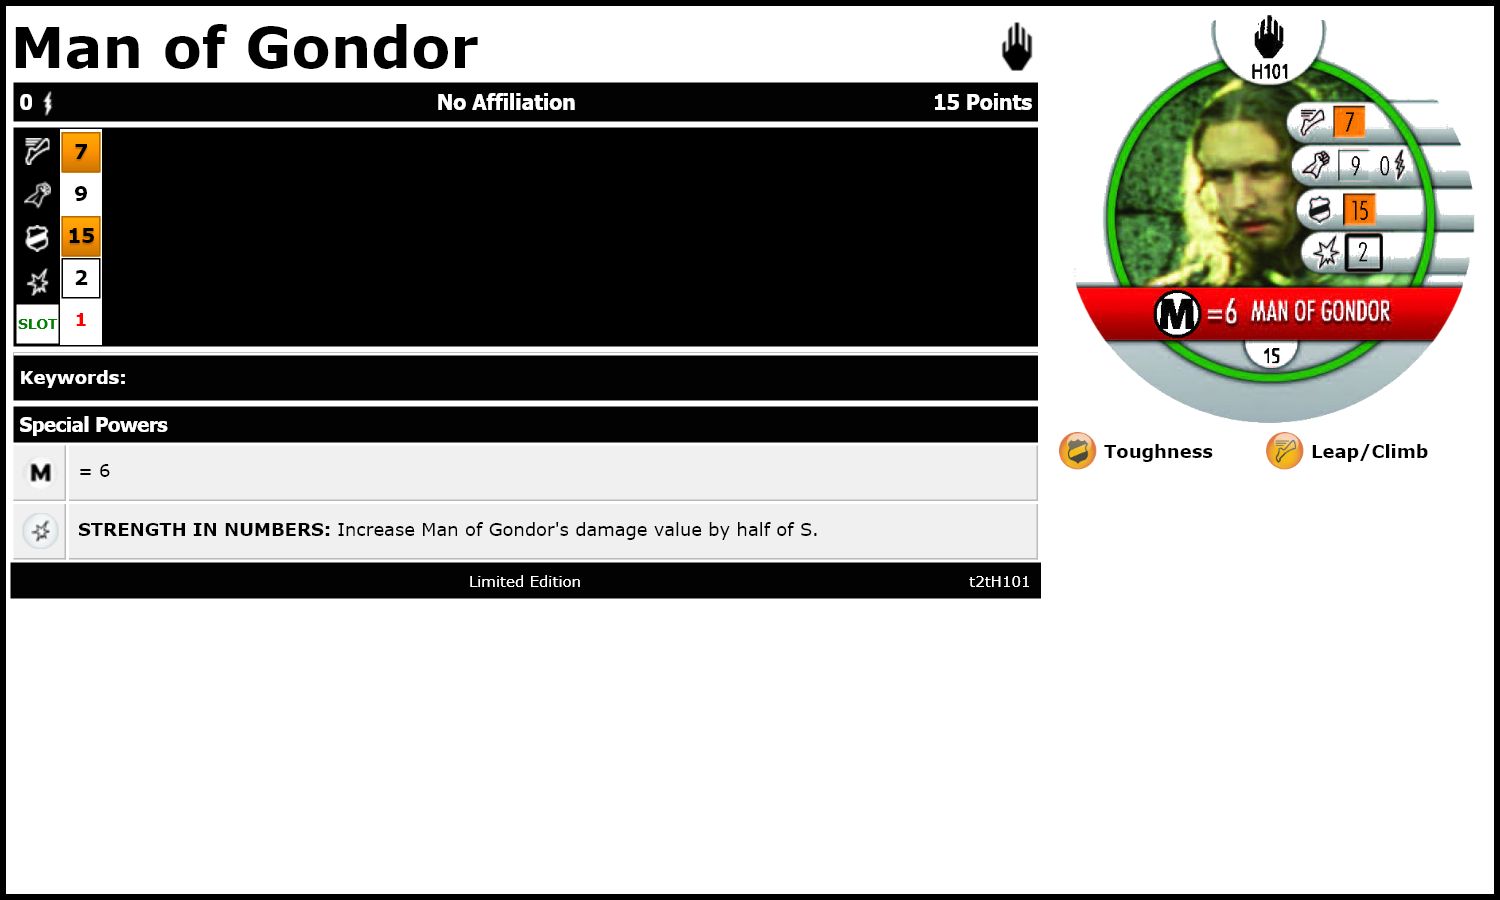 Man of Gondor
0 No Affiliation 15 Points
7
9
15
2
SLOT 1
Keywords:
Special Powers
M = 6
STRENGTH IN NUMBERS: Increase Man of Gondor's damage value by half of S.
Limited Edition t2tH101
H101
7
9 0
15
2
M =6 MAN OF GONDOR
15
Toughness Leap/Climb